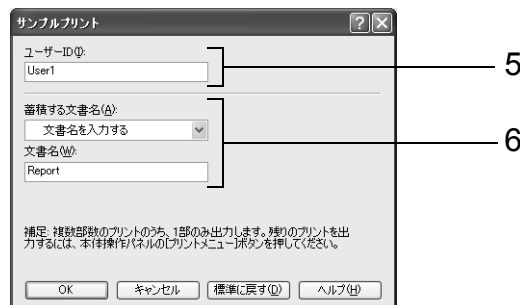 サンプルプリント
ユーザーID(I):
User1
5
蓄積する文書名(A):
文書名を入力する
6
文書名(W):
Report
補足: 複数部数のプリントのうち、1部のみ出力します。残りのプリントを出
力するには、本体操作パネルの[プリントメニュー]ボタンを押してください。
OK キャンセル 標準に戻す(D) ヘルプ(H)